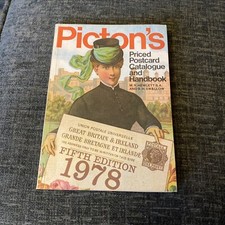 Picton's
Priced
Postcard
Catalogue
and
Handbook
UNION POSTALE UNIVERSELLE
GREAT BRITAIN & IRELAND
GRANDE BRETAGNE ET IRLANDE
FIFTH EDITION
1978